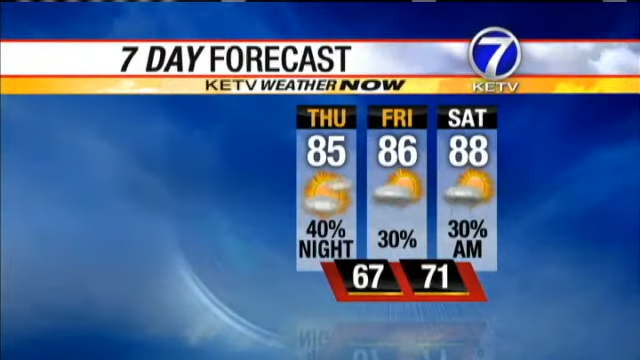 7 DAY FORECAST
7
KETV
KETV WEATHER NOW
THU FRI SAT
85 86 88
40% NIGHT 30% 30% AM
67 71